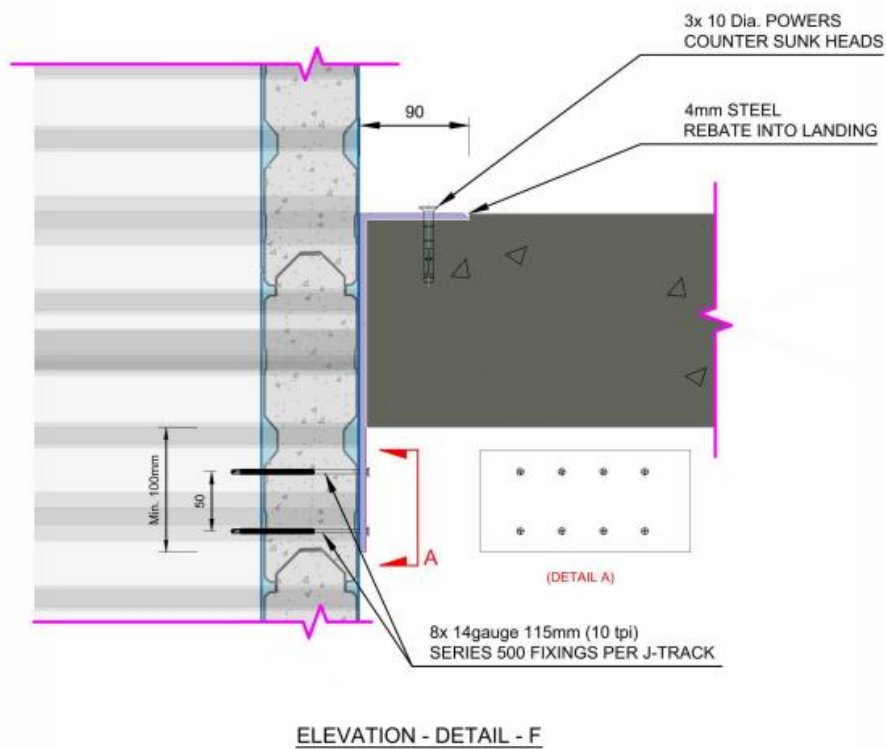 3x 10 Dia. POWERS
COUNTER SUNK HEADS
90
4mm STEEL
REBATE INTO LANDING
Min. 100mm
50
A
(DETAIL A)
8x 14gauge 115mm (10 tpi)
SERIES 500 FIXINGS PER J-TRACK
ELEVATION - DETAIL - F